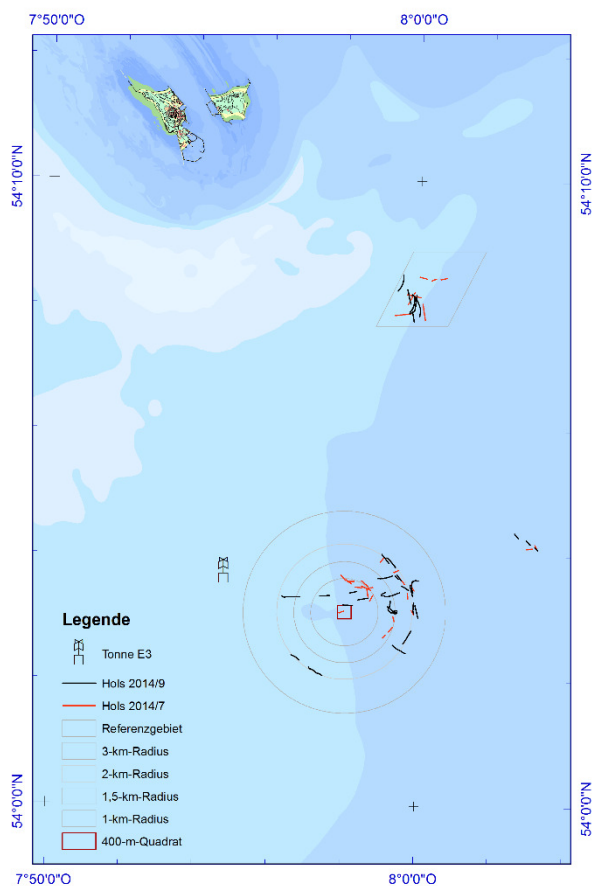 7°50'0"O
8°0'0"O
54°10'0"N
54°10'0"N
Legende
Tonne E3
Hols 2014/9
Hols 2014/7
Referenzgebiet
3-km-Radius
2-km-Radius
1,5-km-Radius
1-km-Radius
400-m-Quadrat
54°0'0"N
54°0'0"N
7°50'0"O
8°0'0"O